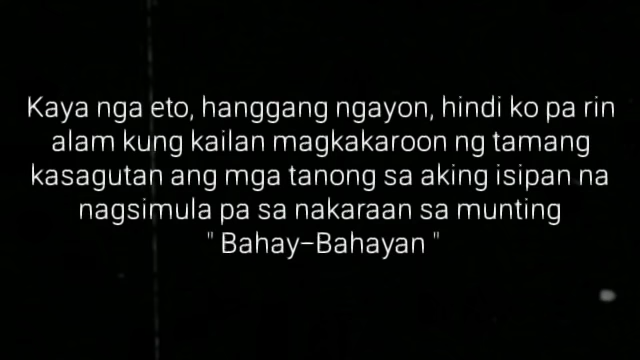 Kaya nga eto, hanggang ngayon, hindi ko pa rin
alam kung kailan magkakaroon ng tamang
kasagutan ang mga tanong sa aking isipan na
nagsimula pa sa nakaraan sa munting
" Bahay-Bahayan "